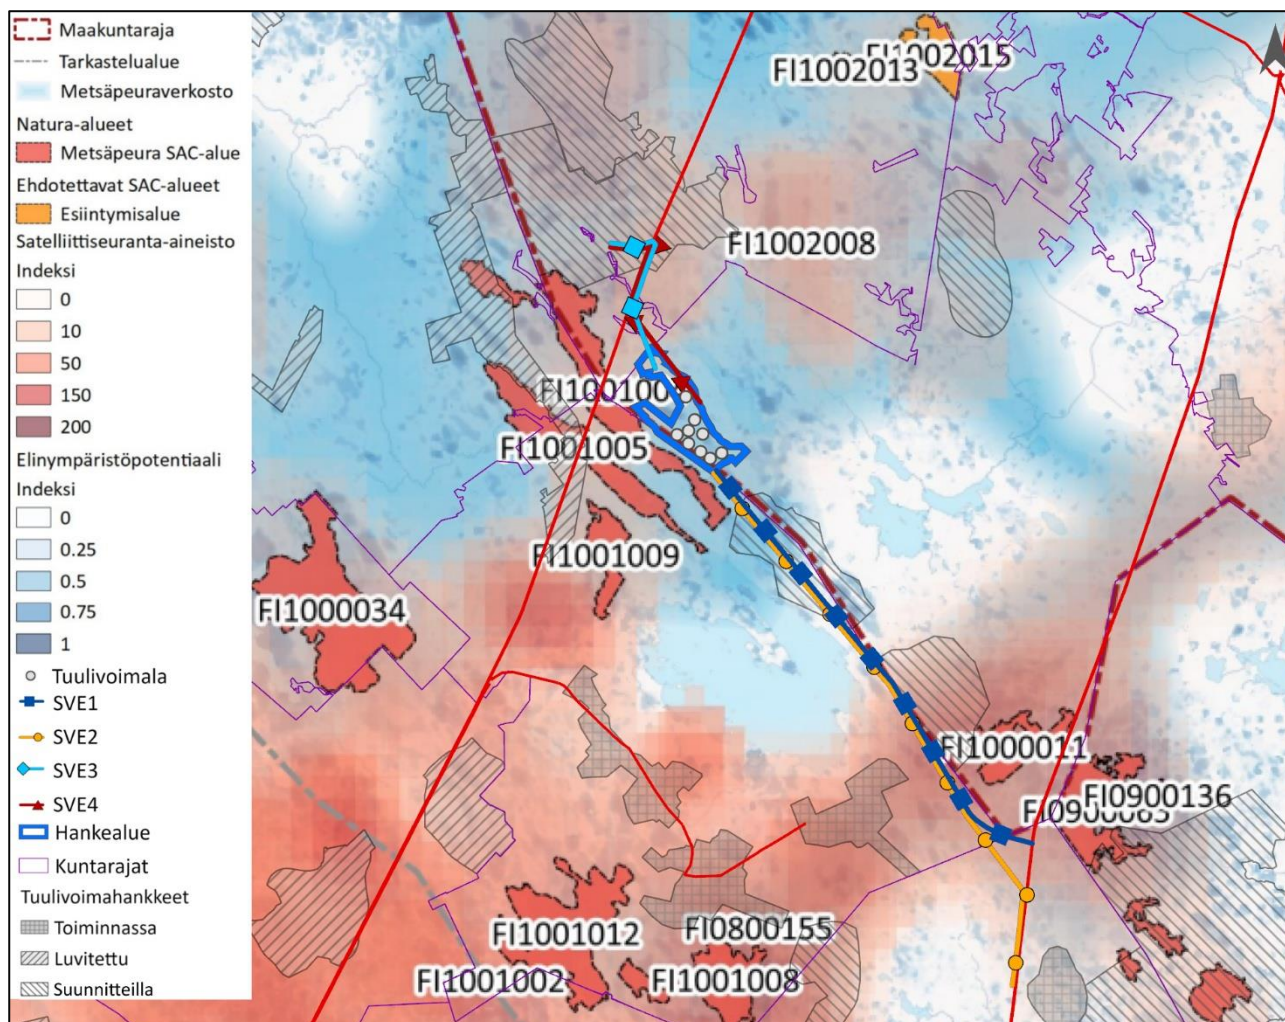 Maakuntaraja
Tarkastelualue
Metsäpeuraverkosto
Natura-alueet
Metsäpeura SAC-alue
Ehdotettavat SAC-alueet
Esiintymisalue
Satelliittiseuranta-aineisto
Indeksi
0
10
50
150
200
Elinympäristöpotentiaali
Indeksi
0
0.25
0.5
0.75
1
Tuulivoimala
SVE1
SVE2
SVE3
SVE4
Hankealue
Kuntarajat
Tuulivoimahankkeet
Toiminnassa
Luvitettu
Suunnitteilla
FI1002015
FI1002013
FI1002008
FI100100
FI1001005
FI1001009
FI1000034
FI1000011
FI0900136
FI1001012
FI0800155
FI1001002
FI1001008